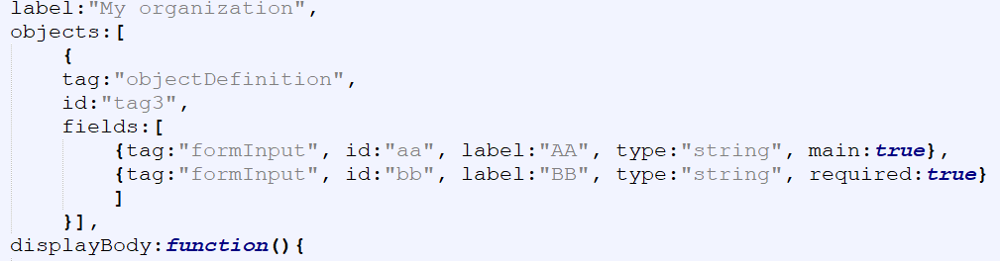 label:"My organization",
objects:[
{
tag:"objectDefinition",
id:"tag3",
fields:[
{tag:"formInput", id:"aa", label:"AA", type:"string", main:true},
{tag:"formInput", id:"bb", label:"BB", type:"string", required:true}
]
}],
displayBody:function(){